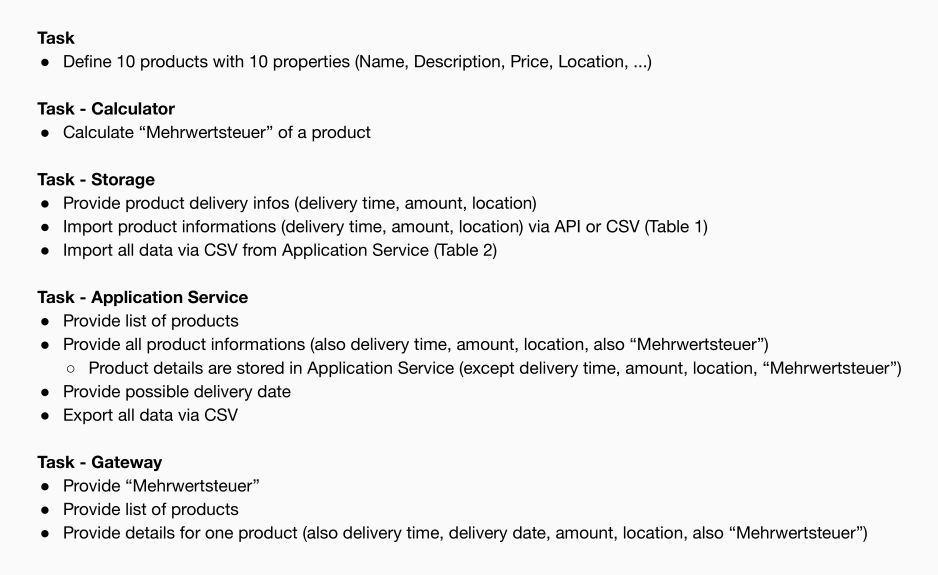 Task
● Define 10 products with 10 properties (Name, Description, Price, Location, ...)
Task - Calculator
● Calculate “Mehrwertsteuer” of a product
Task - Storage
● Provide product delivery infos (delivery time, amount, location)
● Import product informations (delivery time, amount, location) via API or CSV (Table 1)
● Import all data via CSV from Application Service (Table 2)
Task - Application Service
● Provide list of products
● Provide all product informations (also delivery time, amount, location, also “Mehrwertsteuer”)
○ Product details are stored in Application Service (except delivery time, amount, location, “Mehrwertsteuer”)
● Provide possible delivery date
● Export all data via CSV
Task - Gateway
● Provide “Mehrwertsteuer”
● Provide list of products
● Provide details for one product (also delivery time, delivery date, amount, location, also “Mehrwertsteuer”)